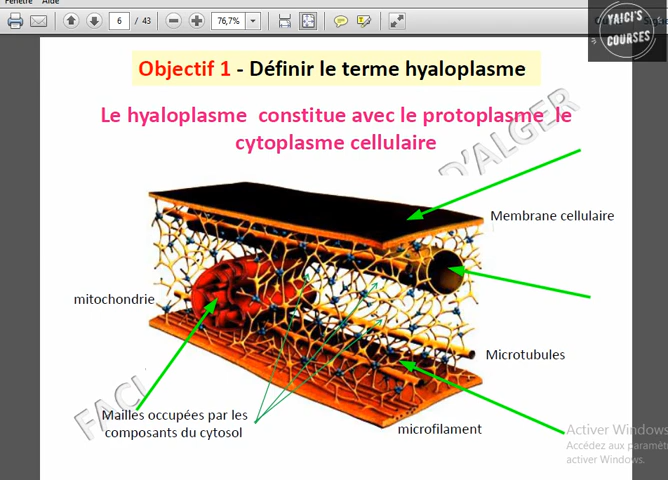 Fenêtre Aide
6 / 43
76,7%
YAICI'S
COURSES
Objectif 1 - Définir le terme hyaloplasme
Le hyaloplasme constitue avec le protoplasme le
cytoplasme cellulaire
D'ALGER
Membrane cellulaire
mitochondrie
Microtubules
Mailles occupées par les
composants du cytosol
microfilament
Activer Windows
Accédez aux paramèt
activer Windows.